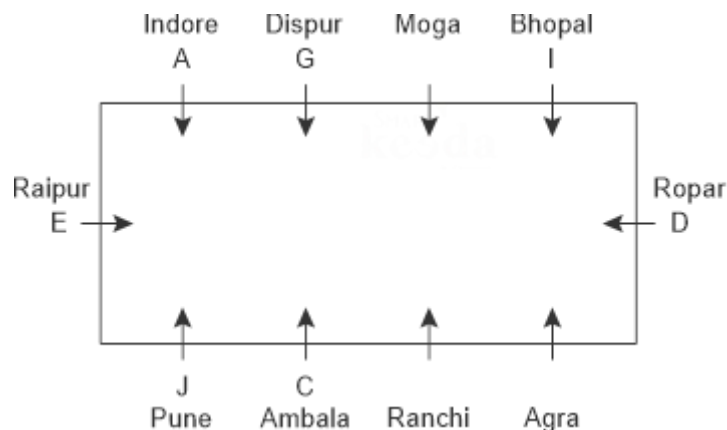 Indore Dispur Moga Bhopal
A G I
Raipur Ropar
E D
J C
Pune Ambala Ranchi Agra